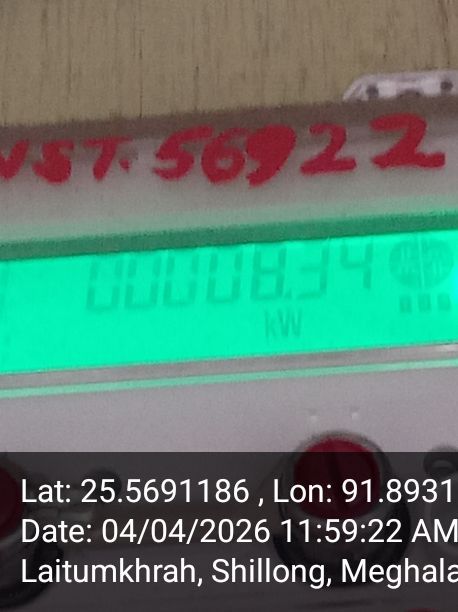 VST. 56922
00008.34
kW
Lat: 25.5691186 , Lon: 91.8931
Date: 04/04/2026 11:59:22 AM
Laitumkhrah, Shillong, Meghala